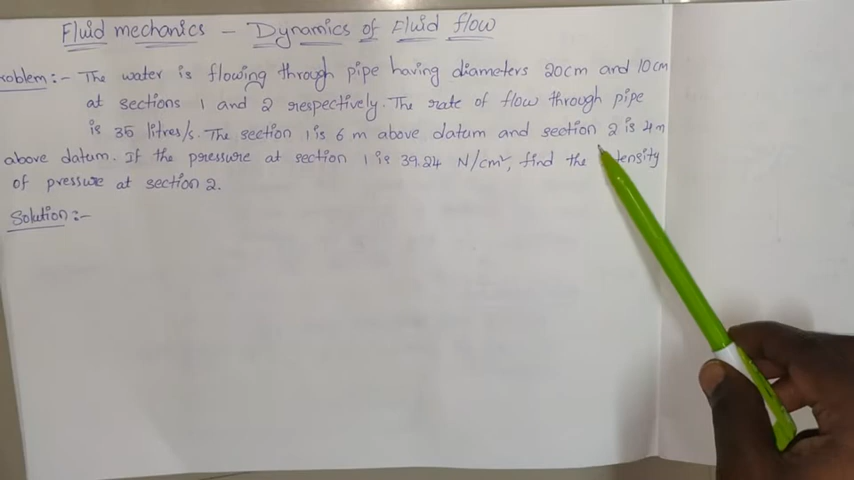 Fluid mechanics - Dynamics of Fluid flow
roblem:- The water is flowing through pipe having diameters 20cm and 10cm
at sections 1 and 2 respectively. The rate of flow through pipe
is 35 litres/s. The section 1 is 6 m above datum and section 2 is 4m
above datum. If the pressure at section 1 is 39.24 N/cm², find the tensity
of pressure at section 2.
Solution:-